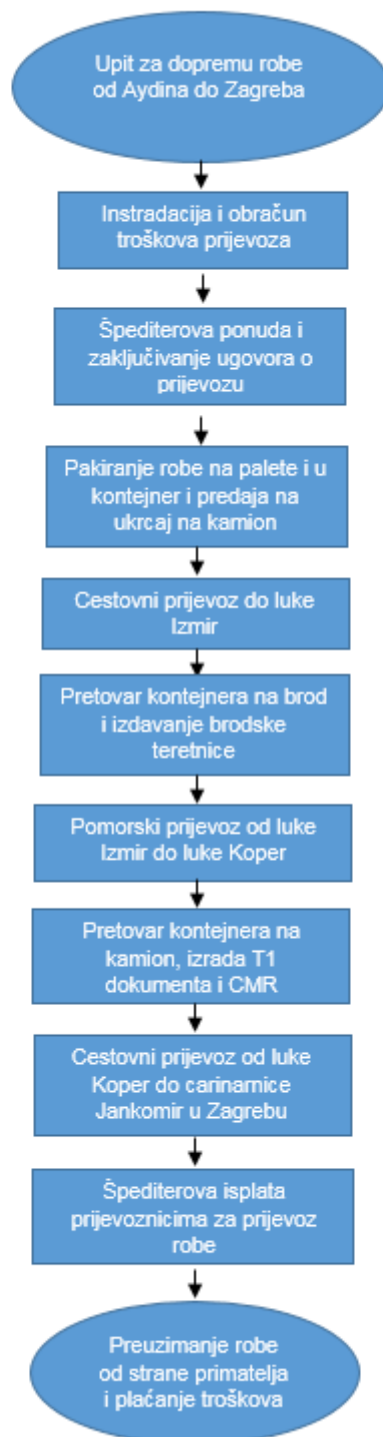 Upit za dopremu robe
od Aydina do Zagreba
Instradacija i obračun
troškova prijevoza
Špediterova ponuda i
zaključivanje ugovora o
prijevozu
Pakiranje robe na palete i u
kontejner i predaja na
ukrcaj na kamion
Cestovni prijevoz do luke
Izmir
Pretovar kontejnera na brod
i izdavanje brodske
teretnice
Pomorski prijevoz od luke
Izmir do luke Koper
Pretovar kontejnera na
kamion, izrada T1
dokumenta i CMR
Cestovni prijevoz od luke
Koper do carinarnice
Jankomir u Zagrebu
Špediterova isplata
prijevoznicima za prijevoz
robe
Preuzimanje robe
od strane primatelja
i plaćanje troškova